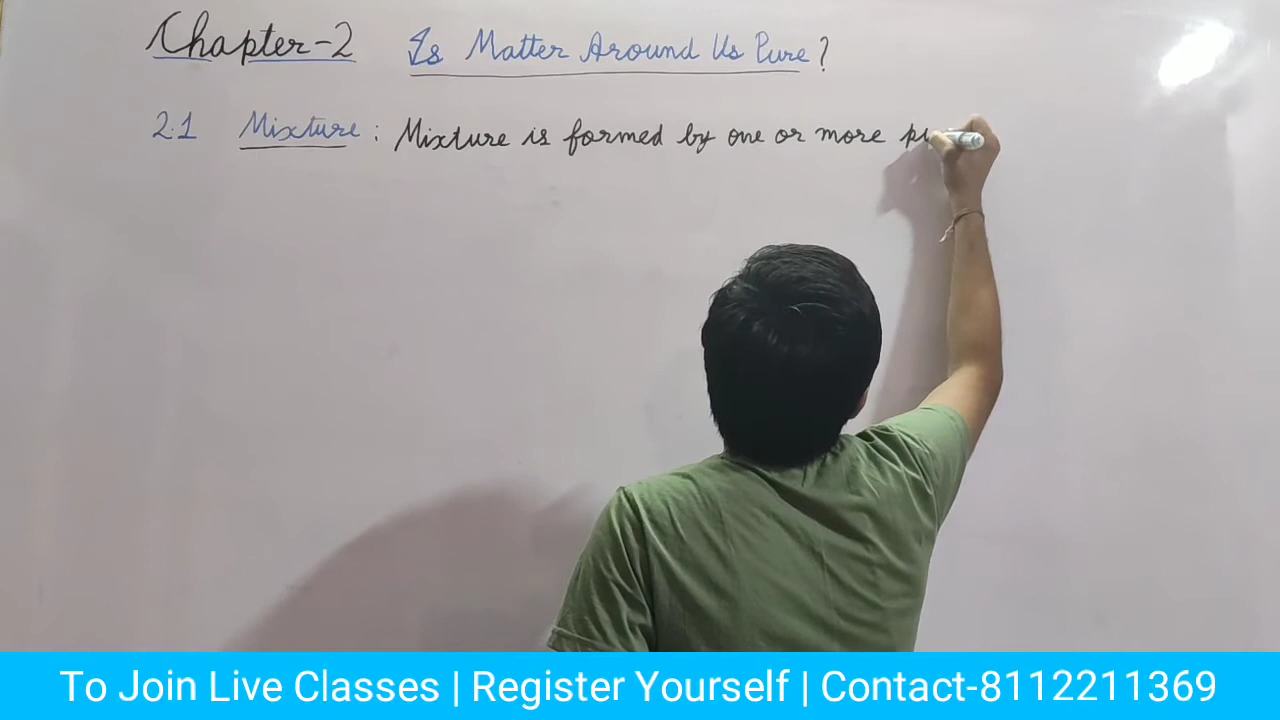 Chapter-2 Is Matter Around Us Pure?
2.1 Mixture : Mixture is formed by one or more
To Join Live Classes | Register Yourself | Contact-8112211369